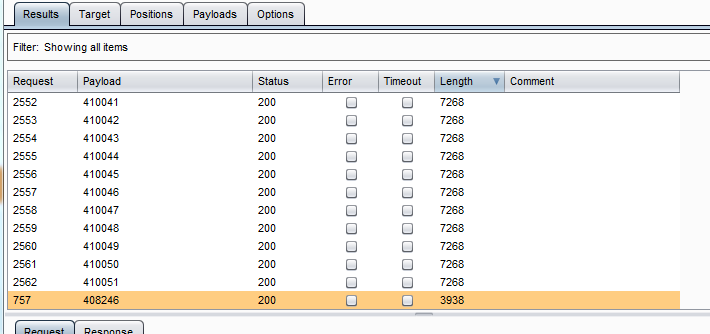 Results Target Positions Payloads Options
Filter: Showing all items
Request Payload Status Error Timeout Length Comment
2552 410041 200 7268
2553 410042 200 7268
2554 410043 200 7268
2555 410044 200 7268
2556 410045 200 7268
2557 410046 200 7268
2558 410047 200 7268
2559 410048 200 7268
2560 410049 200 7268
2561 410050 200 7268
2562 410051 200 7268
757 408246 200 3938
Request Response